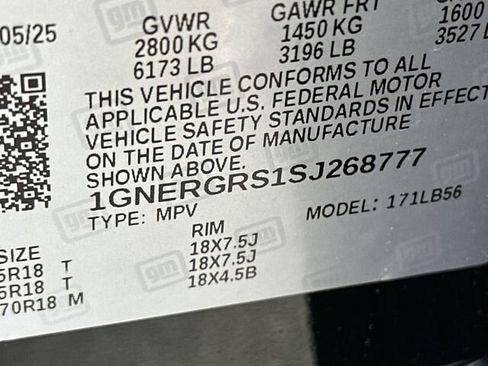 05/25
GVWR
2800 KG
6173 LB
GAWR FRT
1450 KG
3196 LB
1600
3527 L
THIS VEHICLE CONFORMS TO ALL
APPLICABLE U.S. FEDERAL MOTOR
VEHICLE SAFETY STANDARDS IN EFFECT
ON THE DATE OF MANUFACTURE
SHOWN ABOVE.
1GNERGRS1SJ268777
TYPE: MPV
MODEL: 171LB56
SIZE
RIM
5R18 T
18X7.5J
5R18 T
18X7.5J
70R18 M
18X4.5B
gm